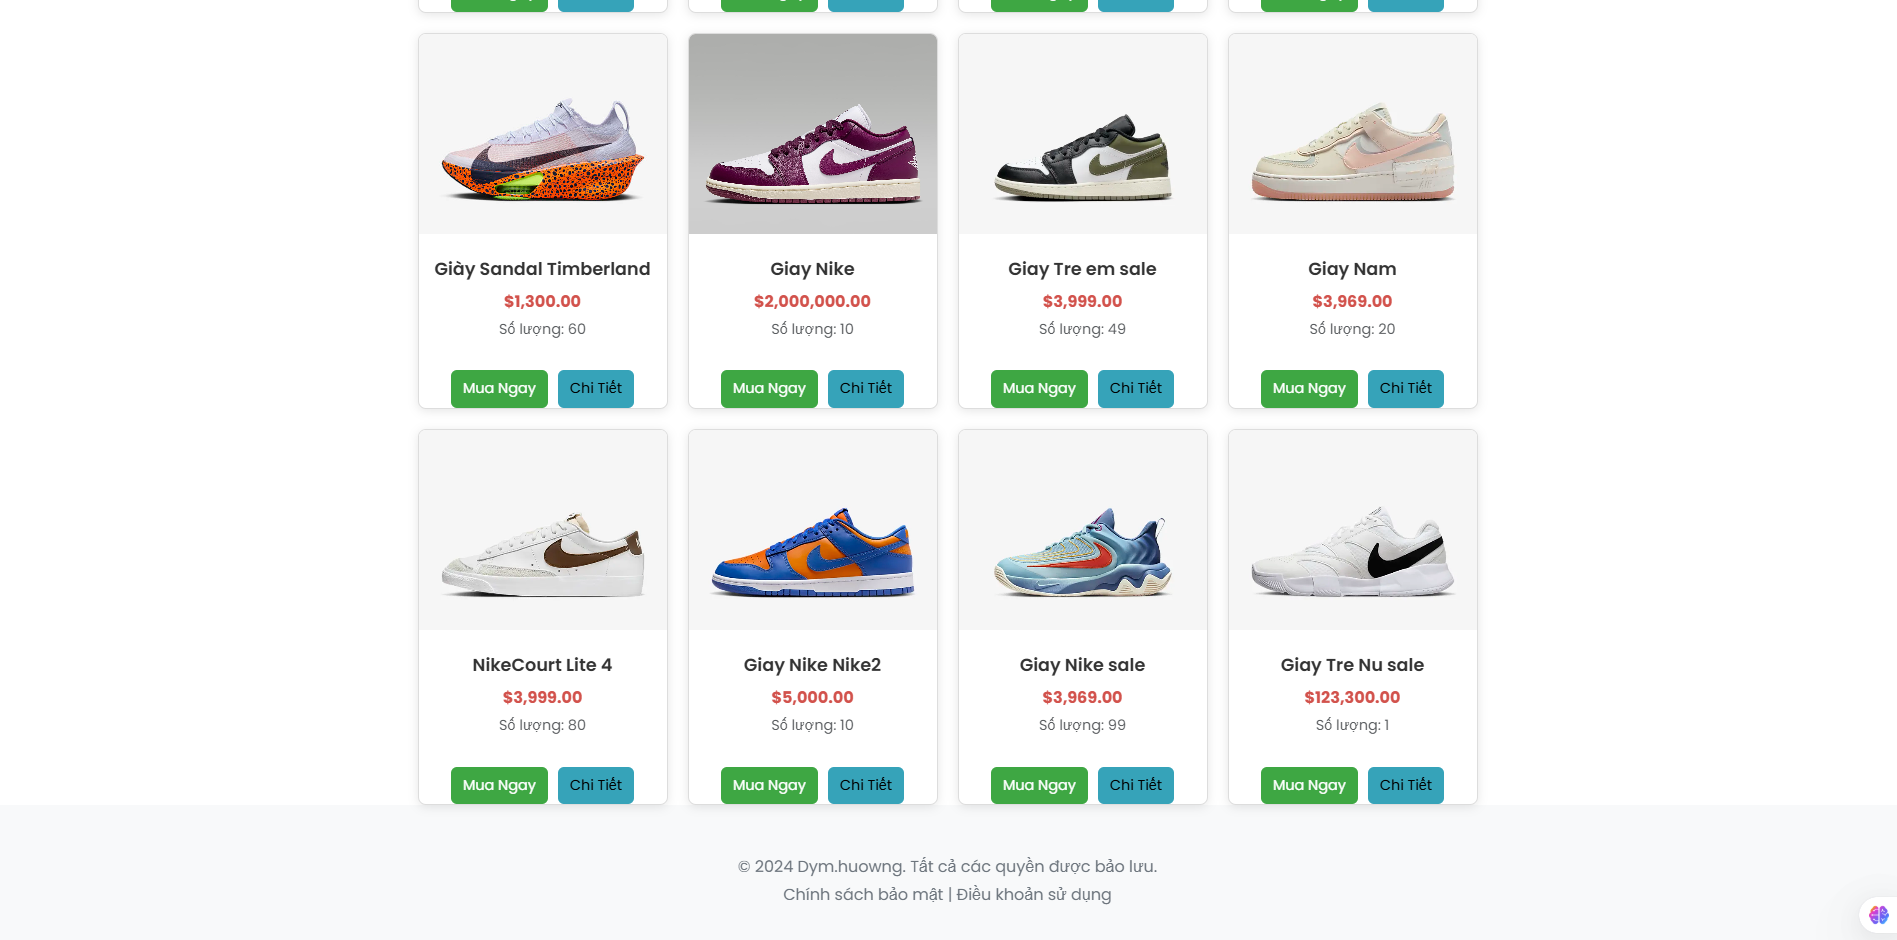 Giày Sandal Timberland
$1,300.00
Số lượng: 60
Mua Ngay
Chi Tiết
Giay Nike
$2,000,000.00
Số lượng: 10
Mua Ngay
Chi Tiết
Giay Tre em sale
$3,999.00
Số lượng: 49
Mua Ngay
Chi Tiết
Giay Nam
$3,969.00
Số lượng: 20
Mua Ngay
Chi Tiết
NikeCourt Lite 4
$3,999.00
Số lượng: 80
Mua Ngay
Chi Tiết
Giay Nike Nike2
$5,000.00
Số lượng: 10
Mua Ngay
Chi Tiết
Giay Nike sale
$3,969.00
Số lượng: 99
Mua Ngay
Chi Tiết
Giay Tre Nu sale
$123,300.00
Số lượng: 1
Mua Ngay
Chi Tiết
© 2024 Dym.huowng. Tất cả các quyền được bảo lưu.
Chính sách bảo mật | Điều khoản sử dụng